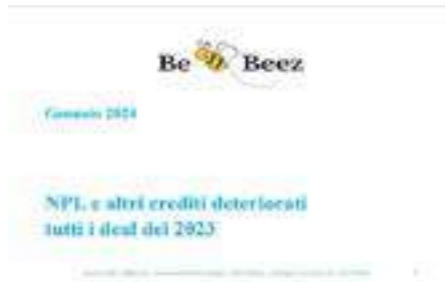 Be Beez
Gennaio 2024
NPL e altri crediti deteriorati
tutti i deal del 2023